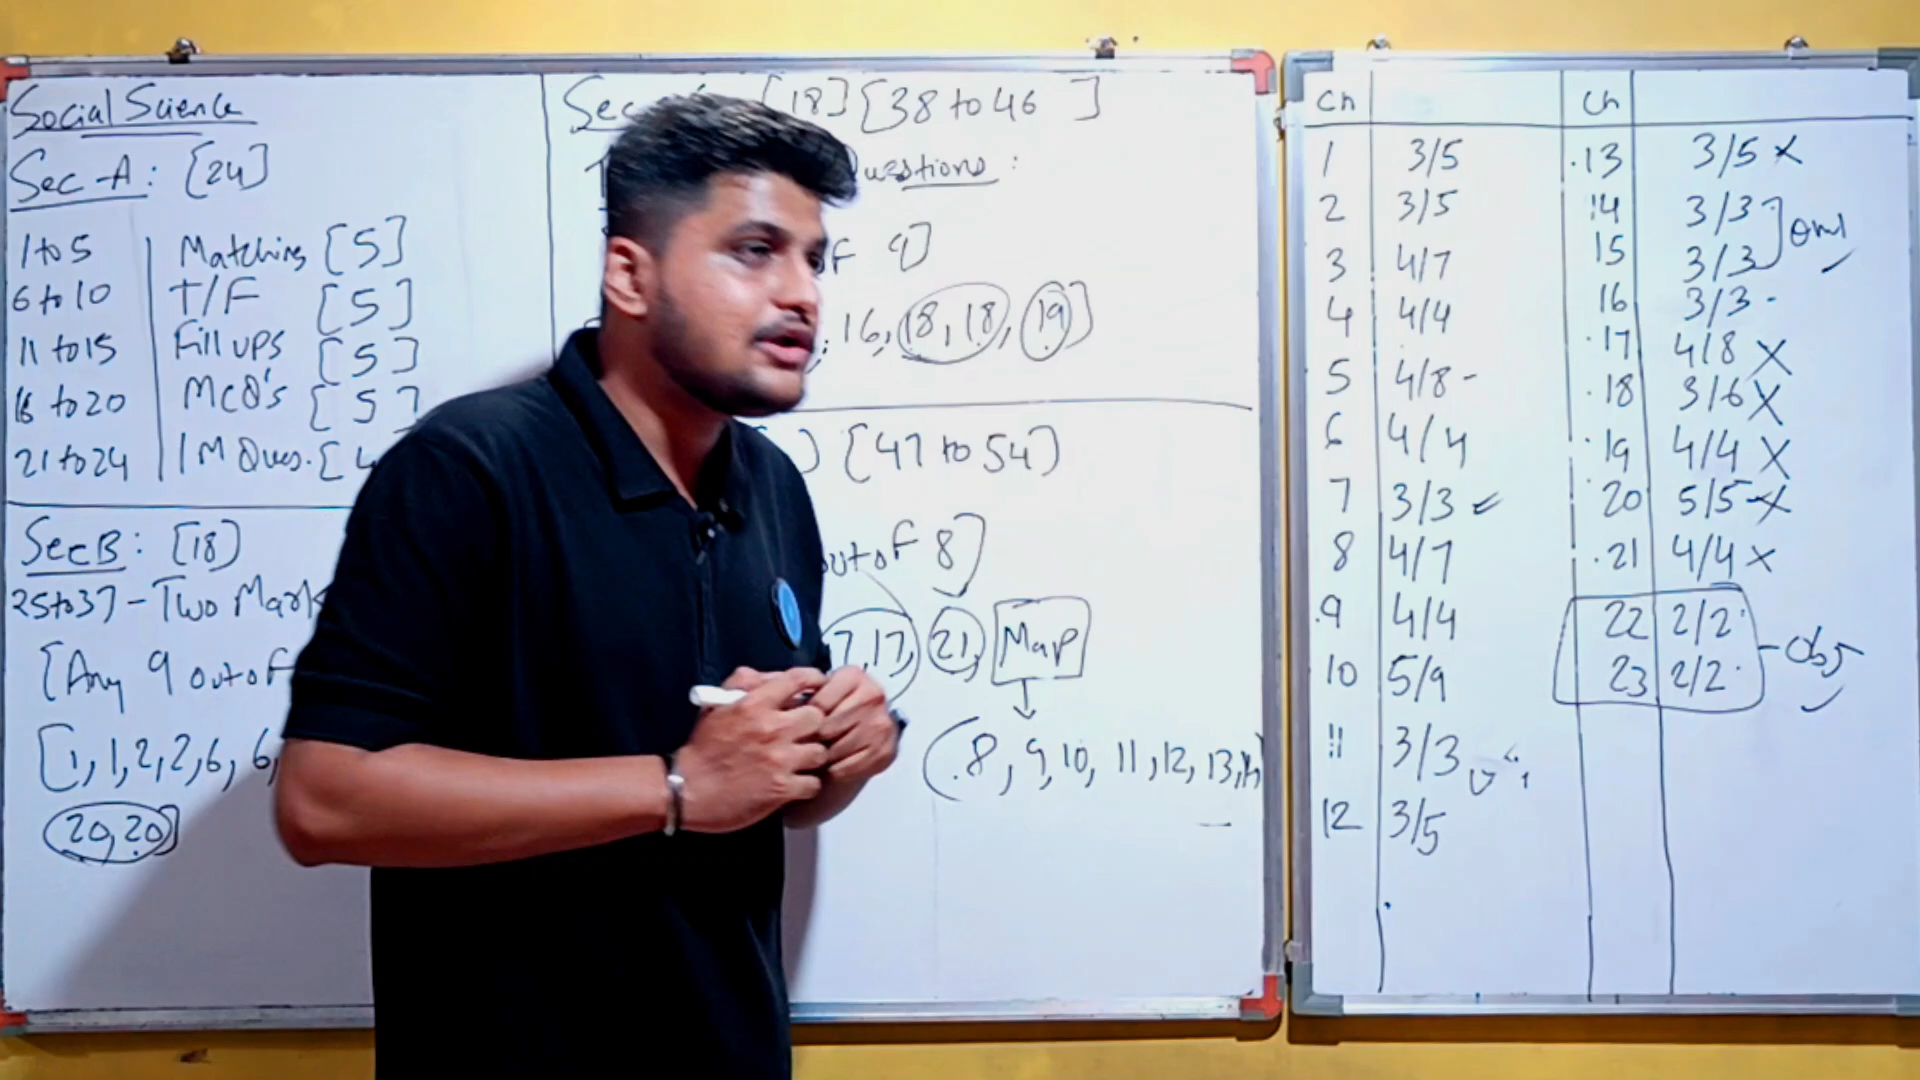 Social Science
Sec-A: [24]
1 to 5 Matching [5]
6 to 10 T/F [5]
11 to 15 Fill ups [5]
16 to 20 MCQ's [5]
21 to 24 1M Ques. [4
Sec B: [18]
25 to 37 - Two Mark
[Any 9 out of
[1, 1, 2, 2, 6, 6,
20, 20]
Sec [18] [38 to 46 ]
Questions :
F 9]
, 16, 18, 18, 19]
) [47 to 54)
out of 8]
7, 17, 21, Map
(8, 9, 10, 11, 12, 13,
Ch Ch
1 3/5 13 3/5 x
2 3/5 14 3/3
3 4/7 15 3/3
4 4/4 16 3/3 -
5 4/8 - 17 4/8 x
6 4/4 18 3/6 x
7 3/3 ✓ 19 4/4 x
8 4/7 20 5/5 x
9 4/4 21 4/4 x
10 5/9 22 2/2
11 3/3 23 2/2 - Obj
12 3/5